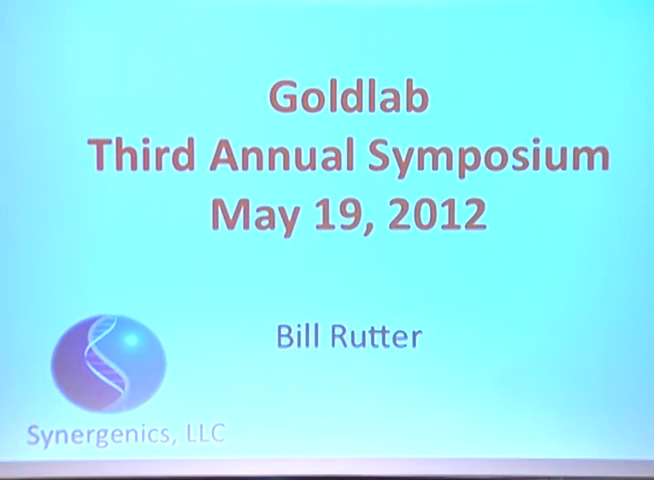 Goldlab
Third Annual Symposium
May 19, 2012
Bill Rutter
Synergenics, LLC